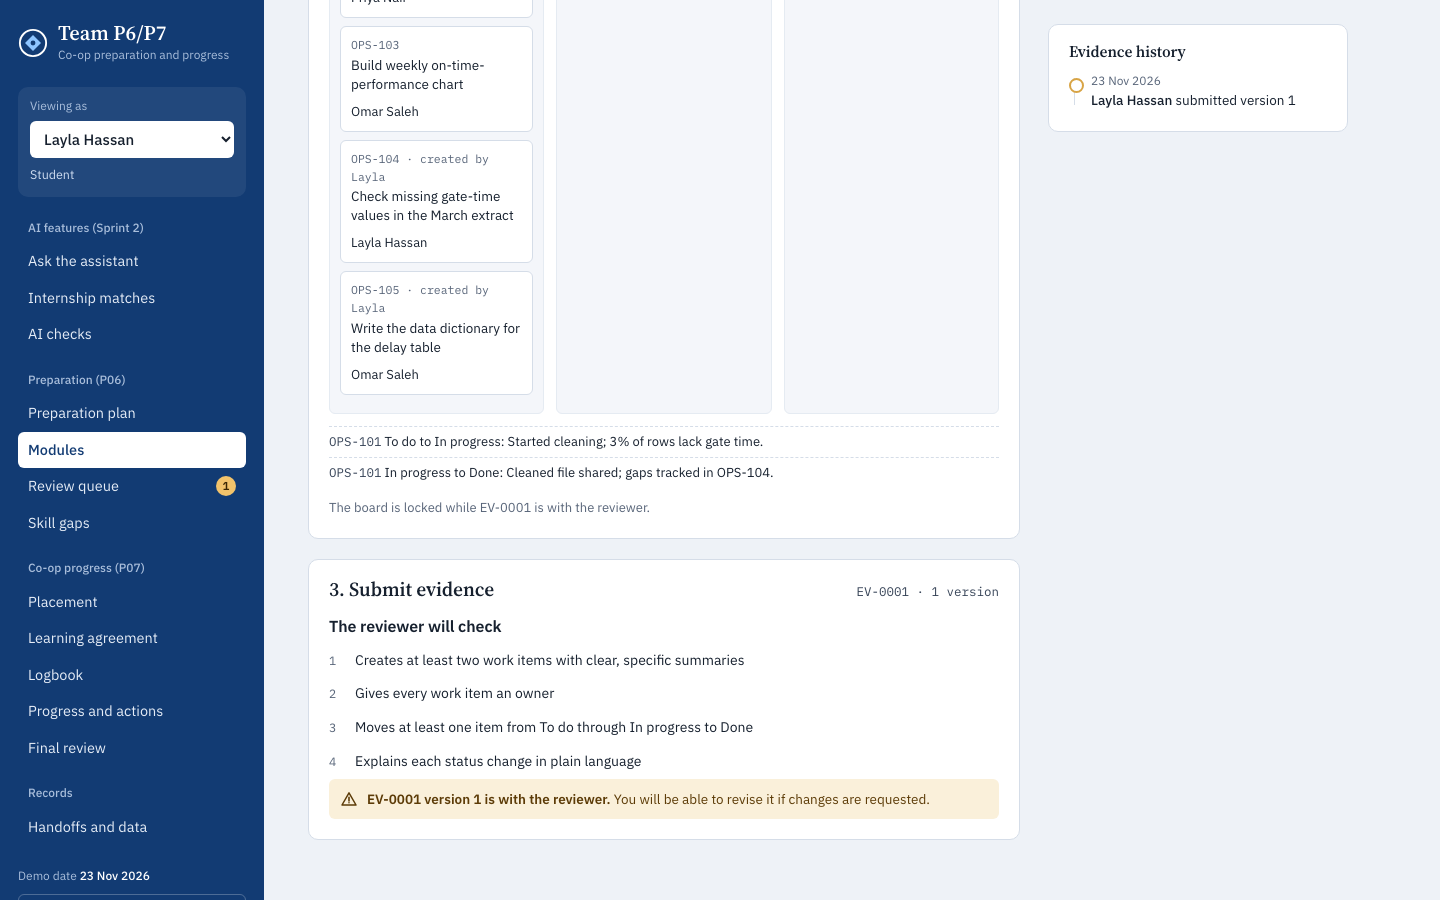 Team P6/P7
Co-op preparation and progress
Viewing as
Layla Hassan
Student
AI features (Sprint 2)
Ask the assistant
Internship matches
AI checks
Preparation (P06)
Preparation plan
Modules
Review queue 1
Skill gaps
Co-op progress (P07)
Placement
Learning agreement
Logbook
Progress and actions
Final review
Records
Handoffs and data
Demo date 23 Nov 2026
OPS-103
Build weekly on-time-
performance chart
Omar Saleh
OPS-104 · created by
Layla
Check missing gate-time
values in the March extract
Layla Hassan
OPS-105 · created by
Layla
Write the data dictionary for
the delay table
Omar Saleh
OPS-101 To do to In progress: Started cleaning; 3% of rows lack gate time.
OPS-101 In progress to Done: Cleaned file shared; gaps tracked in OPS-104.
The board is locked while EV-0001 is with the reviewer.
3. Submit evidence
EV-0001 · 1 version
The reviewer will check
1 Creates at least two work items with clear, specific summaries
2 Gives every work item an owner
3 Moves at least one item from To do through In progress to Done
4 Explains each status change in plain language
EV-0001 version 1 is with the reviewer. You will be able to revise it if changes are requested.
Evidence history
23 Nov 2026
Layla Hassan submitted version 1